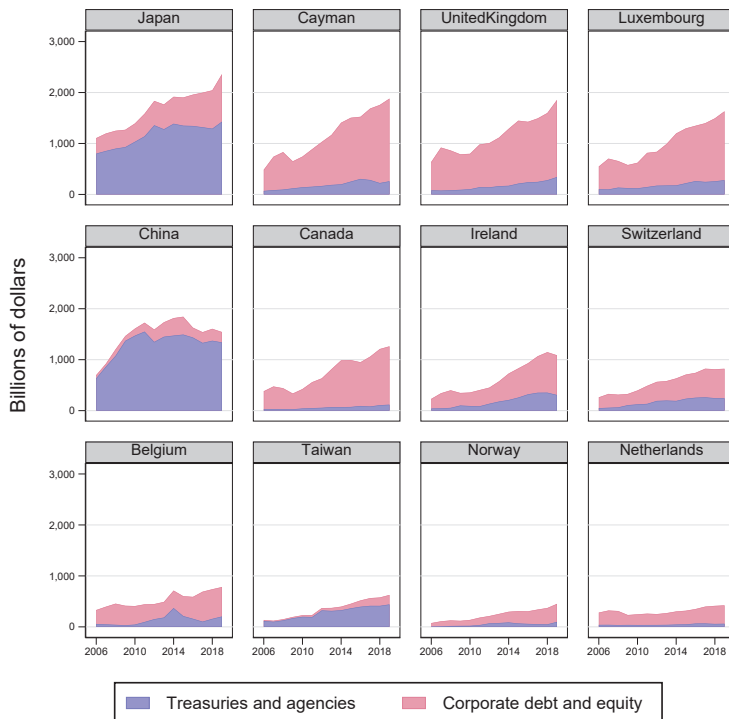 Japan
Cayman
UnitedKingdom
Luxembourg
3,000
2,000
1,000
0
China
Canada
Ireland
Switzerland
3,000
2,000
1,000
0
Belgium
Taiwan
Norway
Netherlands
3,000
2,000
1,000
0
2006 2010 2014 2018
2006 2010 2014 2018
2006 2010 2014 2018
2006 2010 2014 2018
Billions of dollars
Treasuries and agencies
Corporate debt and equity